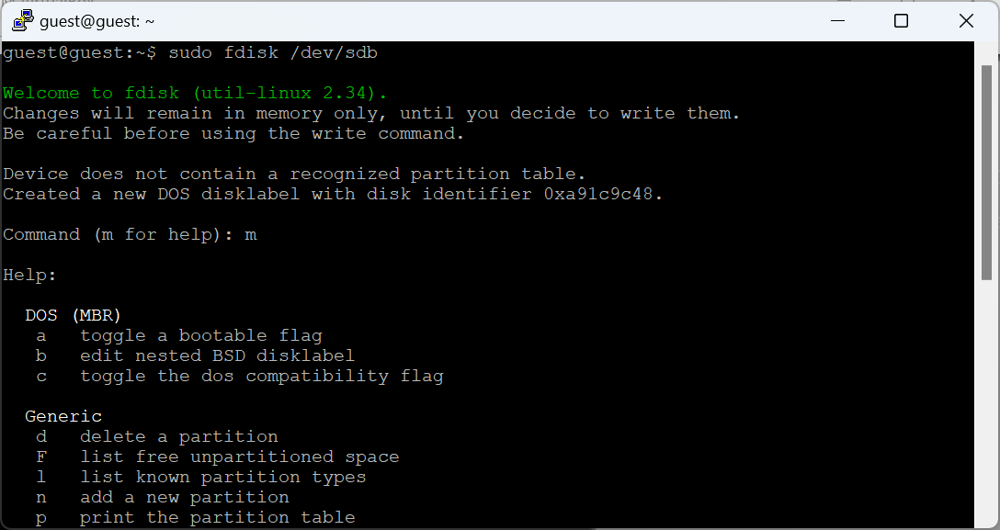 guest@guest: ~
guest@guest:~$ sudo fdisk /dev/sdb
Welcome to fdisk (util-linux 2.34).
Changes will remain in memory only, until you decide to write them.
Be careful before using the write command.
Device does not contain a recognized partition table.
Created a new DOS disklabel with disk identifier 0xa91c9c48.
Command (m for help): m
Help:
DOS (MBR)
a toggle a bootable flag
b edit nested BSD disklabel
c toggle the dos compatibility flag
Generic
d delete a partition
F list free unpartitioned space
l list known partition types
n add a new partition
p print the partition table